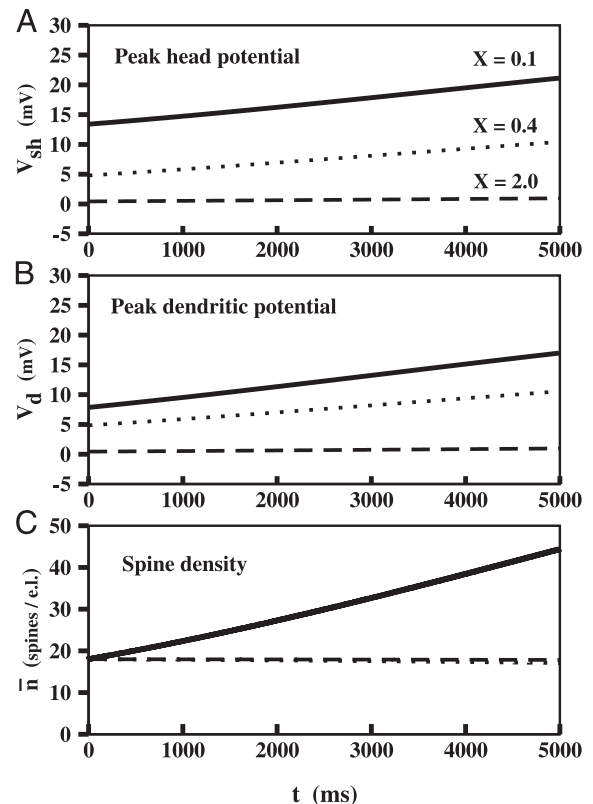 A
Peak head potential
X = 0.1
X = 0.4
X = 2.0
V_sh (mV)
30
25
20
15
10
5
0
-5
0 1000 2000 3000 4000 5000
B
Peak dendritic potential
V_d (mV)
30
25
20
15
10
5
0
-5
0 1000 2000 3000 4000 5000
C
Spine density
n̅ (spines / e.l.)
50
40
30
20
10
0
0 1000 2000 3000 4000 5000
t (ms)